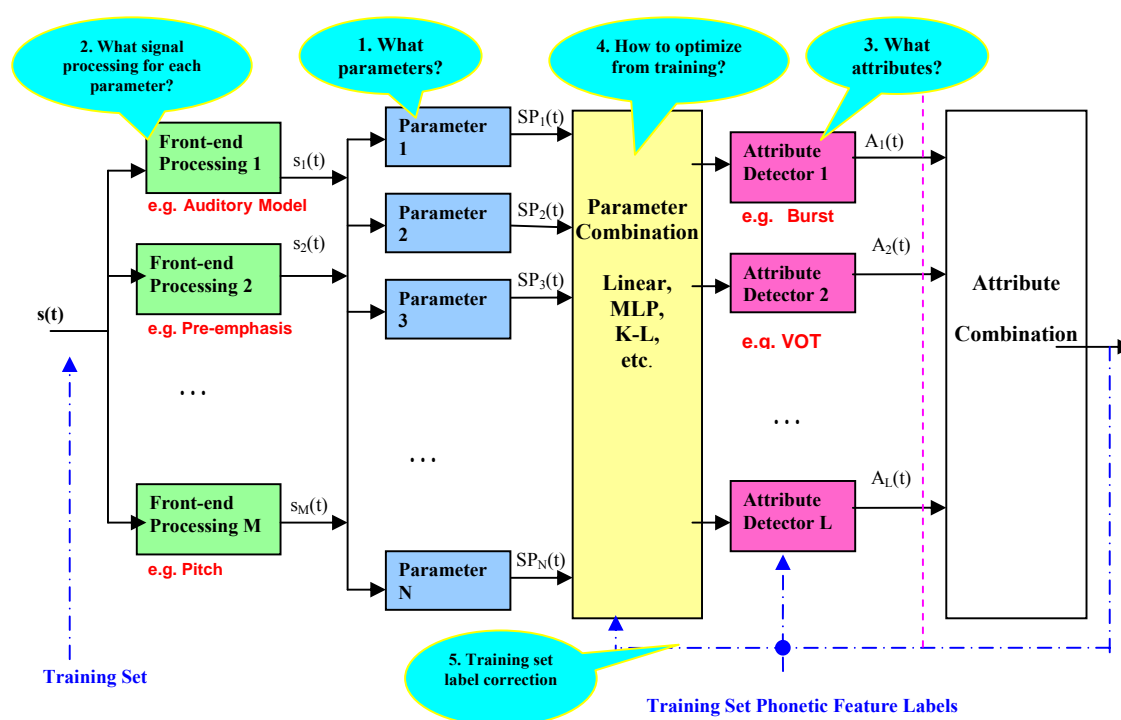 2. What signal
processing for each
parameter?
1. What
parameters?
4. How to optimize
from training?
3. What
attributes?
Front-end
Processing 1
s1(t)
e.g. Auditory Model
Front-end
Processing 2
s2(t)
e.g. Pre-emphasis
s(t)
...
Front-end
Processing M
sM(t)
e.g. Pitch
Training Set
Parameter
1
SP1(t)
Parameter
2
SP2(t)
Parameter
3
SP3(t)
...
Parameter
N
SPN(t)
Parameter
Combination
Linear,
MLP,
K-L,
etc.
Attribute
Detector 1
A1(t)
e.g. Burst
Attribute
Detector 2
A2(t)
e.g. VOT
...
Attribute
Detector L
AL(t)
Attribute
Combination
5. Training set
label correction
Training Set Phonetic Feature Labels